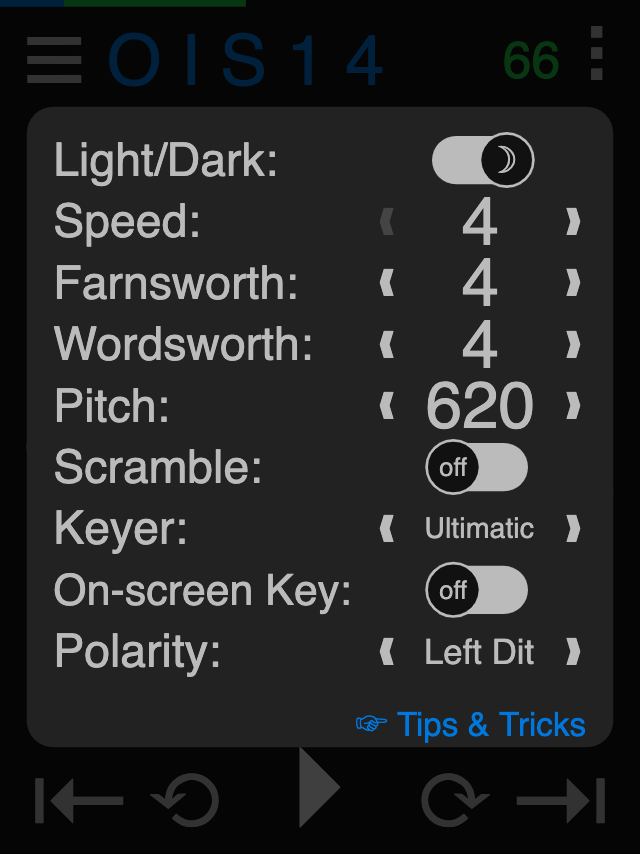 OIS14 66
Light/Dark:
Speed: 4
Farnsworth: 4
Wordsworth: 4
Pitch: 620
Scramble: off
Keyer: Ultimatic
On-screen Key: off
Polarity: Left Dit
☞ Tips & Tricks